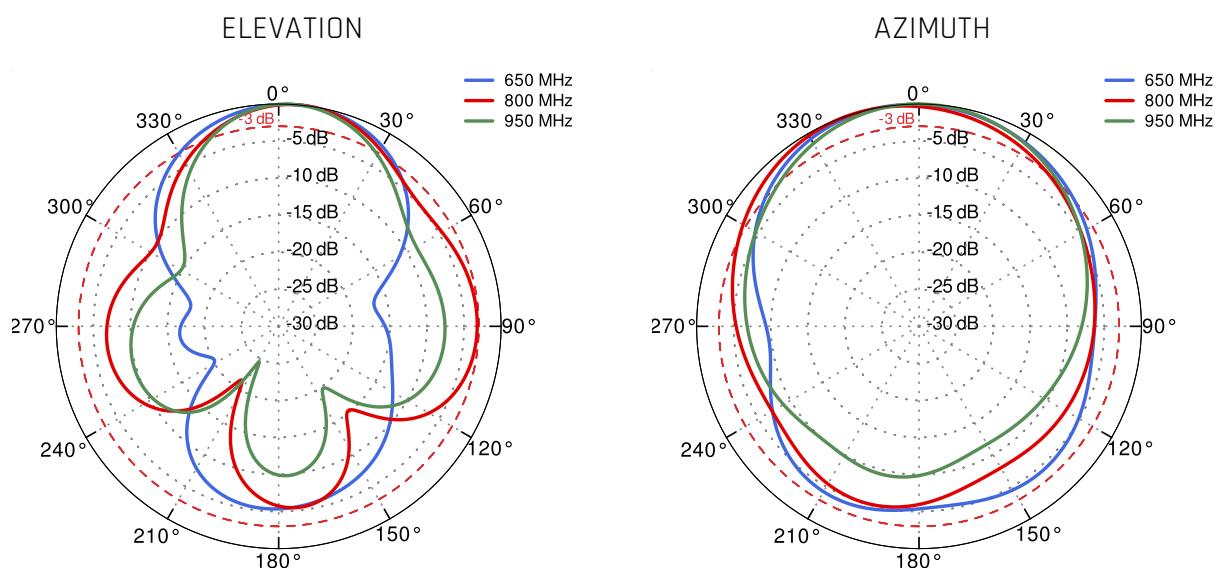 ELEVATION
650 MHz
800 MHz
950 MHz
0°
330°
-3 dB
30°
-5 dB
-10 dB
300°
60°
-15 dB
-20 dB
-25 dB
270°
-30 dB
90°
240°
120°
210°
150°
180°
AZIMUTH
650 MHz
800 MHz
950 MHz
0°
330°
-3 dB
30°
-5 dB
-10 dB
300°
60°
-15 dB
-20 dB
-25 dB
270°
-30 dB
90°
240°
120°
210°
150°
180°